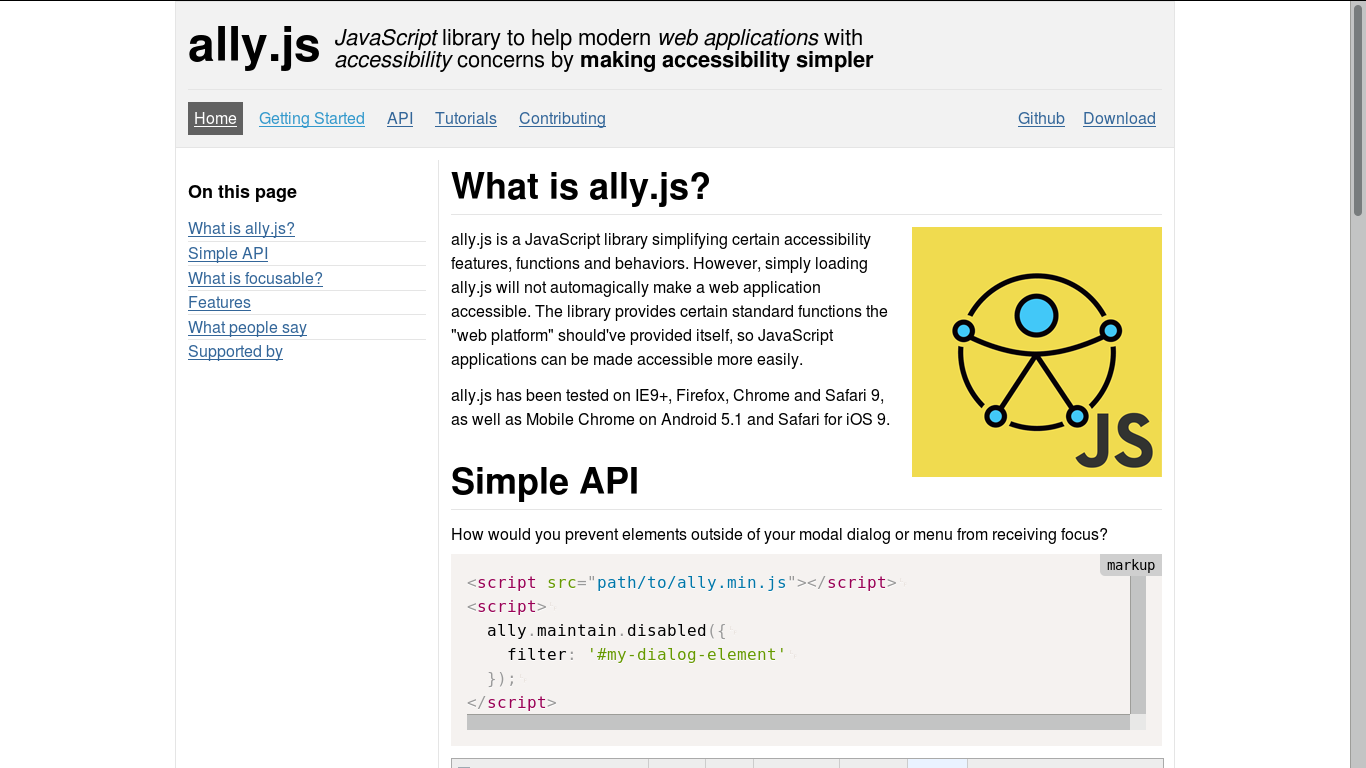 ally.js
JavaScript library to help modern web applications with
accessibility concerns by making accessibility simpler
Home Getting Started API Tutorials Contributing Github Download
On this page
What is ally.js?
Simple API
What is focusable?
Features
What people say
Supported by
What is ally.js?
ally.js is a JavaScript library simplifying certain accessibility
features, functions and behaviors. However, simply loading
ally.js will not automagically make a web application
accessible. The library provides certain standard functions the
"web platform" should've provided itself, so JavaScript
applications can be made accessible more easily.
ally.js has been tested on IE9+, Firefox, Chrome and Safari 9,
as well as Mobile Chrome on Android 5.1 and Safari for iOS 9.
JS
Simple API
How would you prevent elements outside of your modal dialog or menu from receiving focus?
markup
<script src="path/to/ally.min.js"></script>
<script>
  ally.maintain.disabled({
    filter: '#my-dialog-element'
  });
</script>